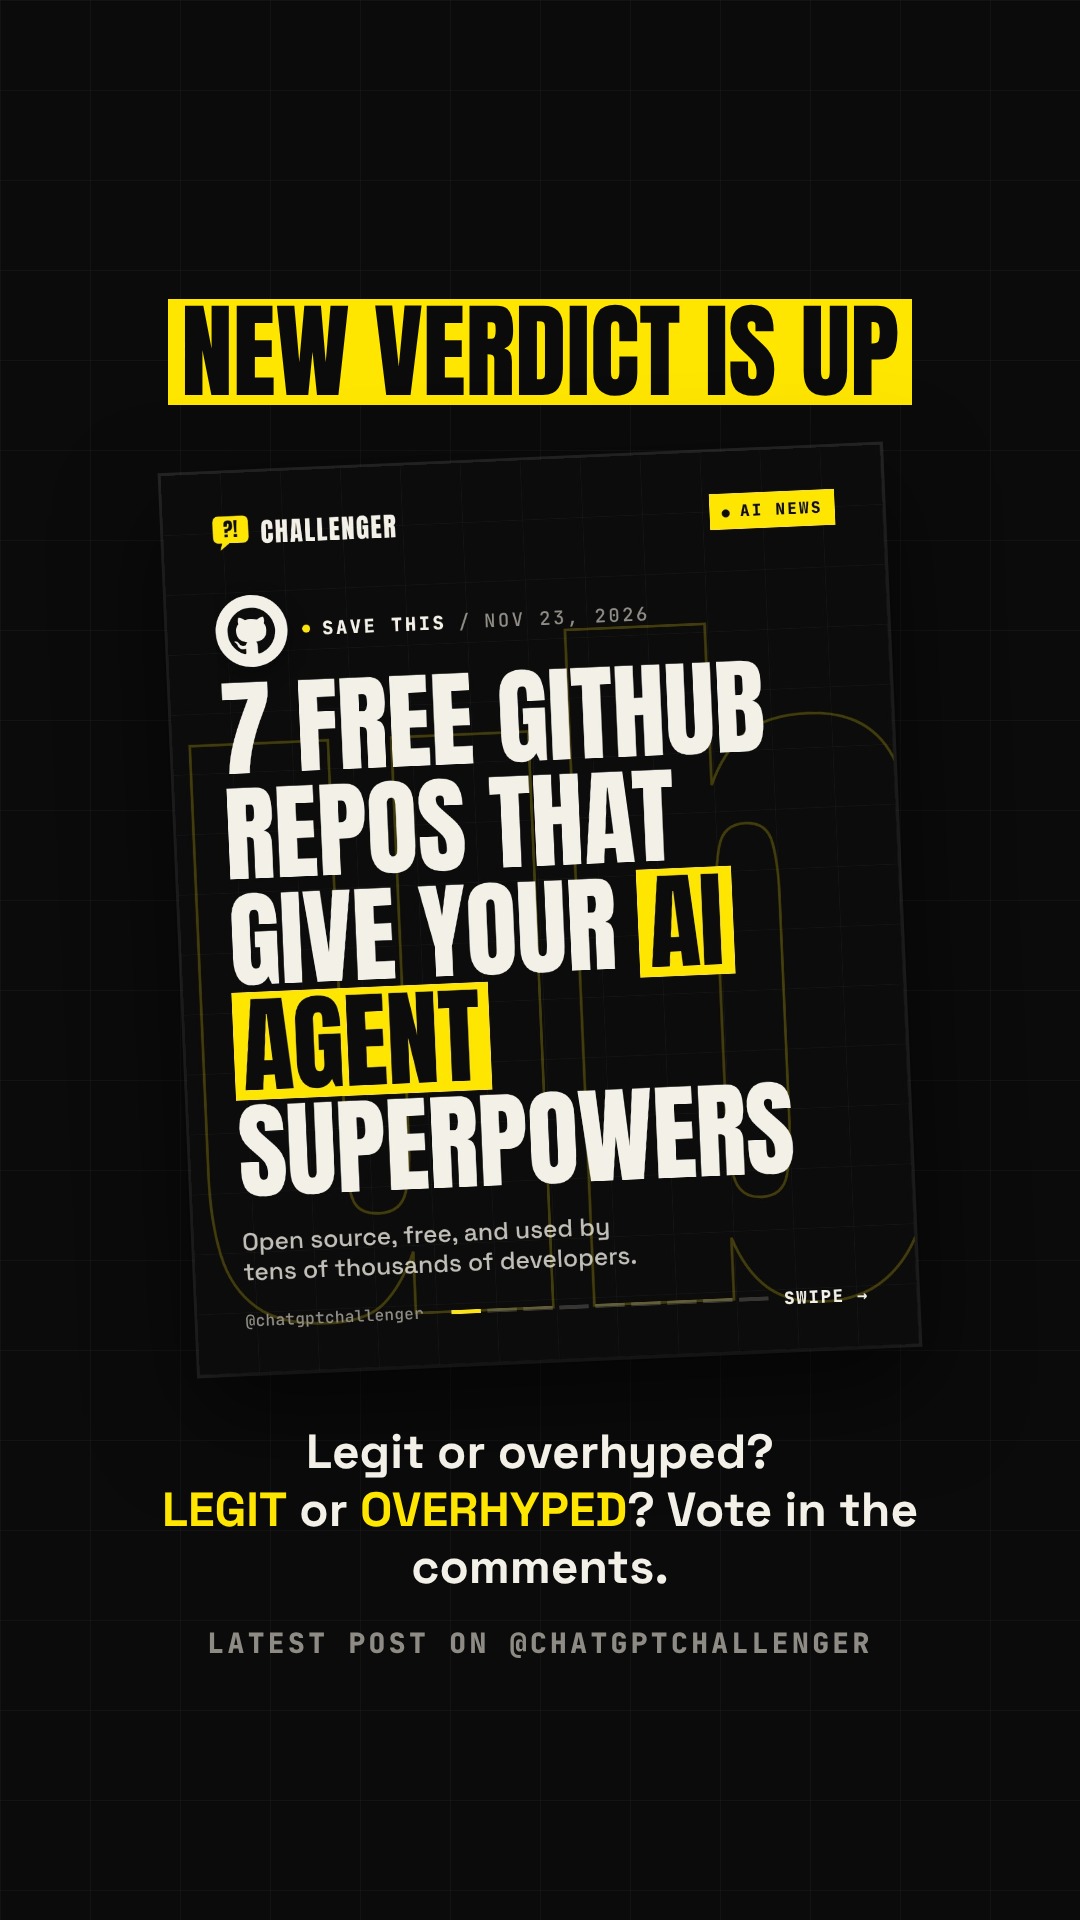 NEW VERDICT IS UP
?! CHALLENGER
● AI NEWS
● SAVE THIS / NOV 23, 2026
7 FREE GITHUB
REPOS THAT
GIVE YOUR AI
AGENT
SUPERPOWERS
Open source, free, and used by
tens of thousands of developers.
@chatgptchallenger
SWIPE →
Legit or overhyped?
LEGIT or OVERHYPED? Vote in the
comments.
LATEST POST ON @CHATGPTCHALLENGER